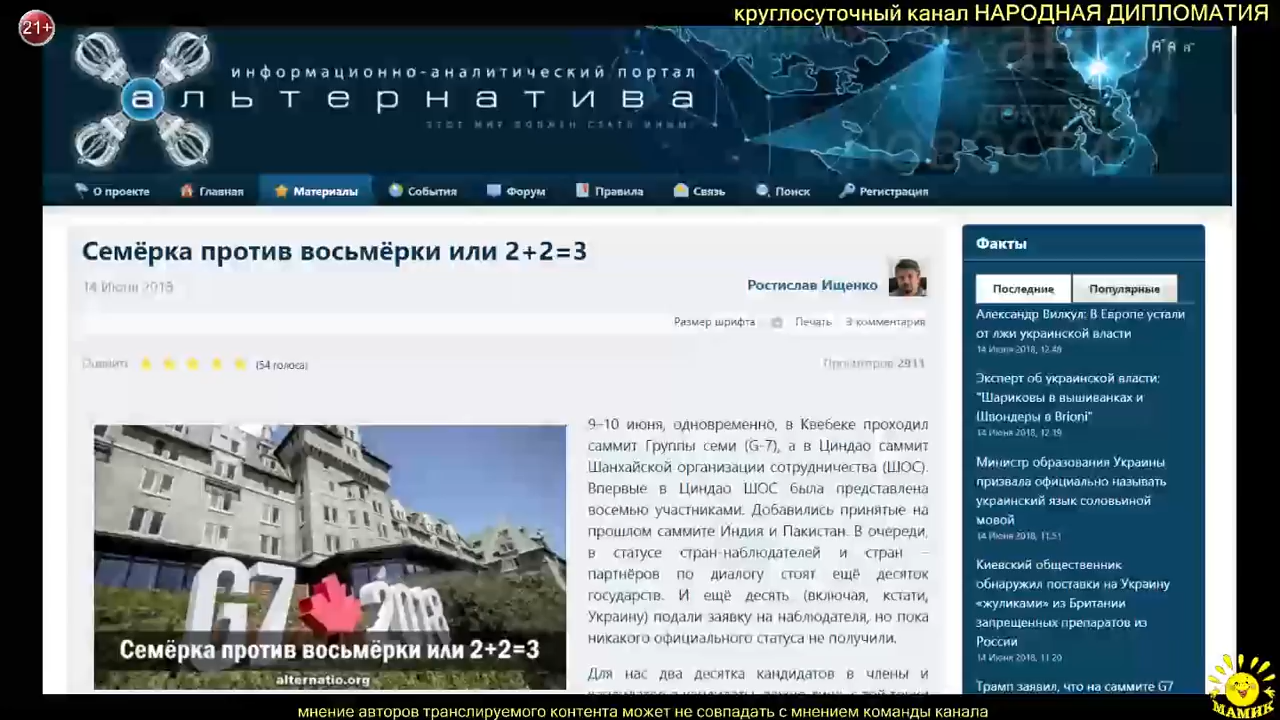 21+
круглосуточный канал НАРОДНАЯ ДИПЛОМАТИЯ
информационно-аналитический портал
альтернатива
этот мир должен стать иным
О проекте
Главная
Материалы
События
Форум
Правила
Связь
Поиск
Регистрация
Семёрка против восьмёрки или 2+2=3
14 Июня 2018
Ростислав Ищенко
Размер шрифта
Печать
3 комментария
Оценить
(54 голоса)
Просмотров 2911
9–10 июня, одновременно, в Квебеке проходил
саммит Группы семи (G-7), а в Циндао саммит
Шанхайской организации сотрудничества (ШОС).
Впервые в Циндао ШОС была представлена
восемью участниками. Добавились принятые на
прошлом саммите Индия и Пакистан. В очереди,
в статусе стран-наблюдателей и стран –
партнёров по диалогу стоят ещё десяток
государств. И ещё десять (включая, кстати,
Украину) подали заявку на наблюдателя, но пока
никакого официального статуса не получили.
Для нас два десятка кандидатов в члены и
G7
Семёрка против восьмёрки или 2+2=3
alternatio.org
Факты
Последние
Популярные
Александр Вилкул: В Европе устали
от лжи украинской власти
14 Июня 2018, 12.48
Эксперт об украинской власти:
"Шариковы в вышиванках и
Швондеры в Brioni"
14 Июня 2018, 12.19
Министр образования Украины
призвала официально называть
украинский язык соловьиной
мовой
14 Июня 2018, 11.51
Киевский общественник
обнаружил поставки на Украину
«жуликами» из Британии
запрещенных препаратов из
России
14 Июня 2018, 11.20
Трамп заявил, что на саммите G7
МАМИК
мнение авторов транслируемого контента может не совпадать с мнением команды канала